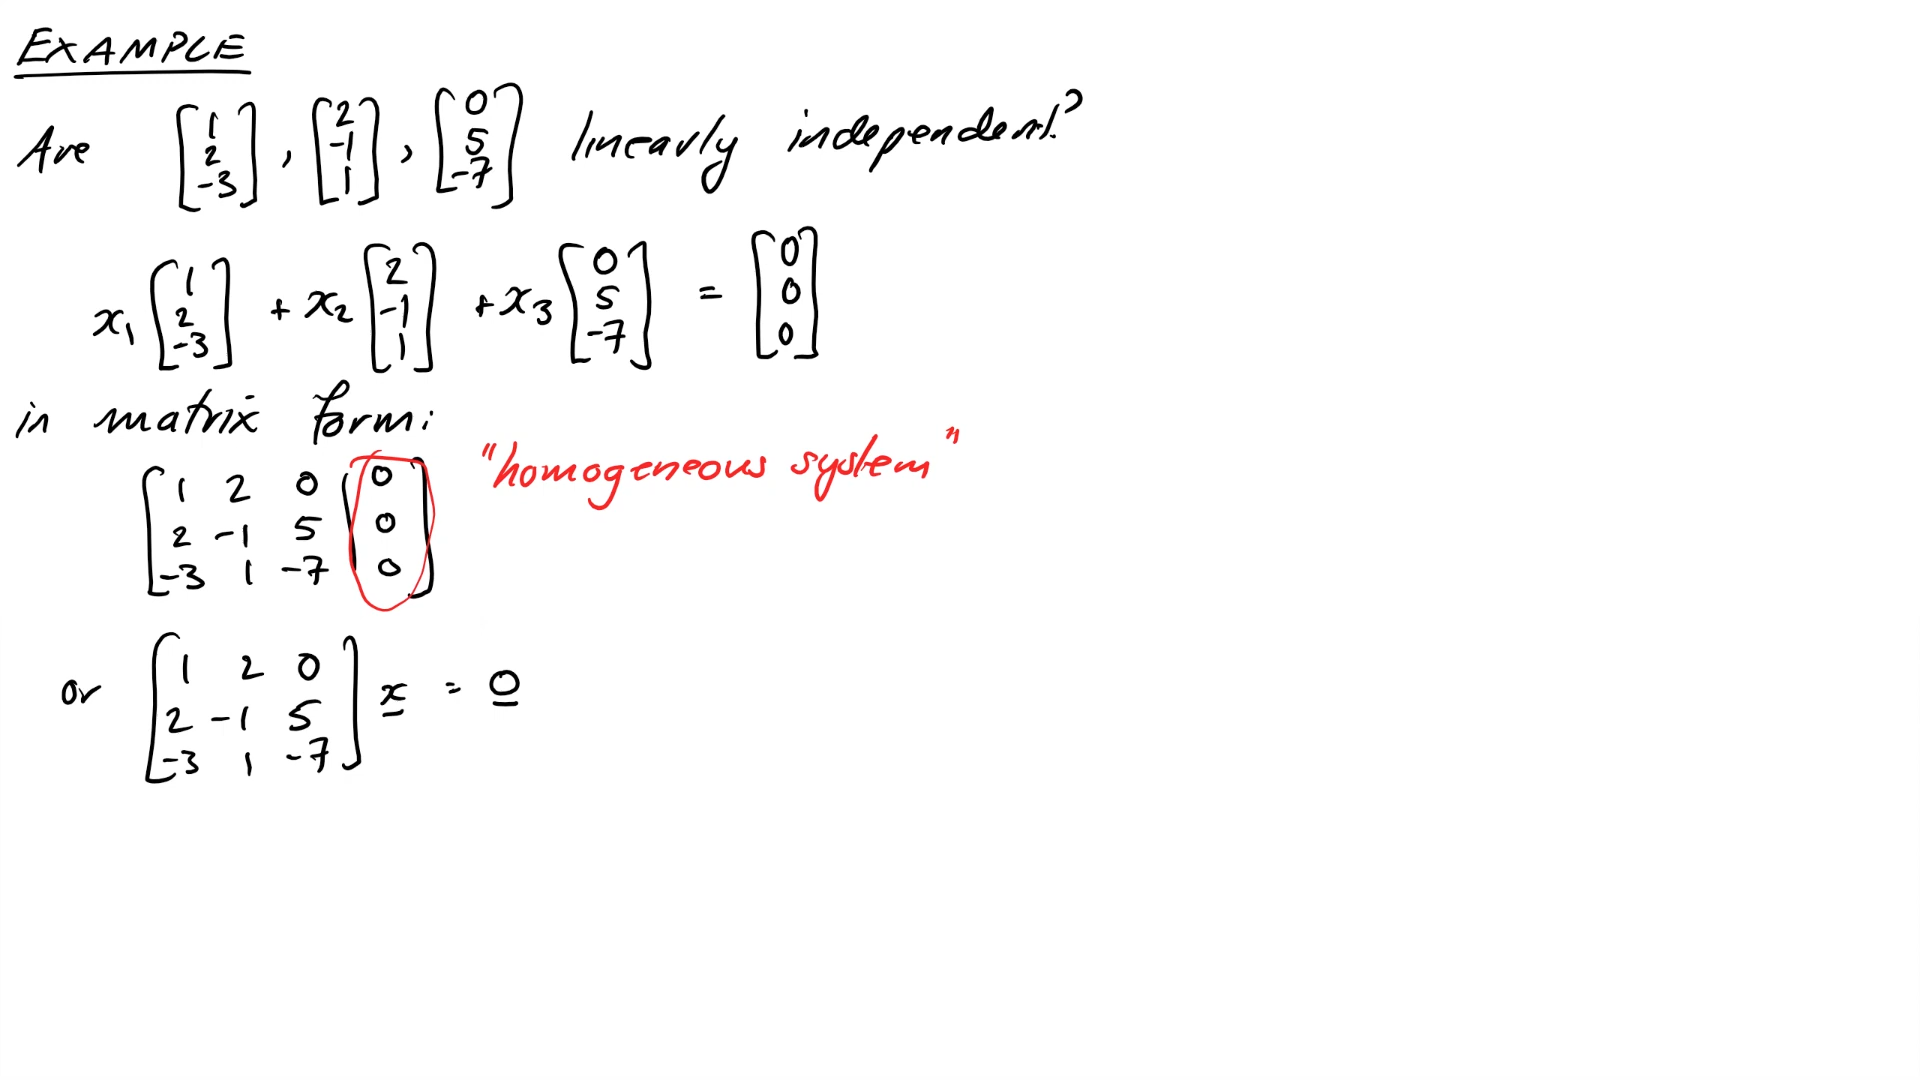 EXAMPLE
Are [1 2 -3], [2 -1 1], [0 5 -7] linearly independent?
x₁ [1 2 -3] + x₂ [2 -1 1] + x₃ [0 5 -7] = [0 0 0]
in matrix form:
"homogeneous system"
[1 2 0 | 0
2 -1 5 | 0
-3 1 -7 | 0]
or [1 2 0
2 -1 5
-3 1 -7] x = 0